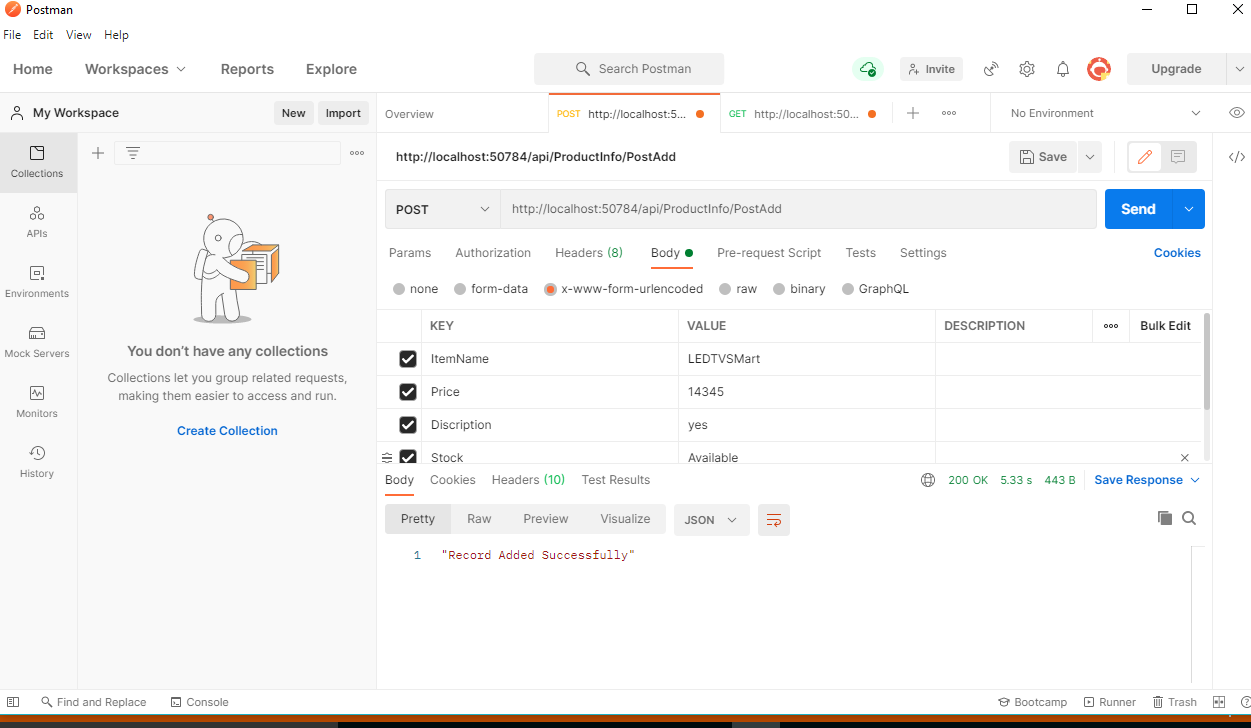 Postman
File Edit View Help
Home Workspaces Reports Explore Search Postman Invite Upgrade
My Workspace New Import Overview POST http://localhost:5... GET http://localhost:50... No Environment
Collections
APIs
Environments
Mock Servers
Monitors
History
You don't have any collections
Collections let you group related requests,
making them easier to access and run.
Create Collection
http://localhost:50784/api/ProductInfo/PostAdd Save
POST http://localhost:50784/api/ProductInfo/PostAdd Send
Params Authorization Headers (8) Body Pre-request Script Tests Settings Cookies
none form-data x-www-form-urlencoded raw binary GraphQL
KEY VALUE DESCRIPTION Bulk Edit
ItemName LEDTVSMart
Price 14345
Discription yes
Stock Available
Body Cookies Headers (10) Test Results 200 OK 5.33 s 443 B Save Response
Pretty Raw Preview Visualize JSON
1 "Record Added Successfully"
Find and Replace Console Bootcamp Runner Trash